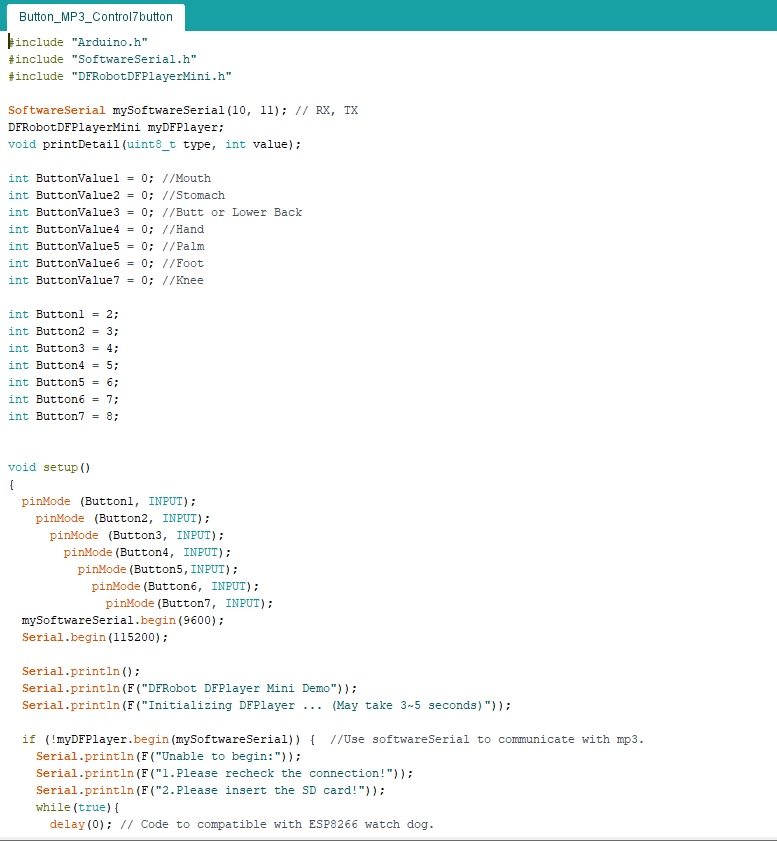 Button_MP3_Control7button
#include "Arduino.h"
#include "SoftwareSerial.h"
#include "DFRobotDFPlayerMini.h"
SoftwareSerial mySoftwareSerial(10, 11); // RX, TX
DFRobotDFPlayerMini myDFPlayer;
void printDetail(uint8_t type, int value);
int ButtonValue1 = 0; //Mouth
int ButtonValue2 = 0; //Stomach
int ButtonValue3 = 0; //Butt or Lower Back
int ButtonValue4 = 0; //Hand
int ButtonValue5 = 0; //Palm
int ButtonValue6 = 0; //Foot
int ButtonValue7 = 0; //Knee
int Button1 = 2;
int Button2 = 3;
int Button3 = 4;
int Button4 = 5;
int Button5 = 6;
int Button6 = 7;
int Button7 = 8;
void setup()
{
  pinMode (Button1, INPUT);
    pinMode (Button2, INPUT);
      pinMode (Button3, INPUT);
        pinMode(Button4, INPUT);
          pinMode(Button5,INPUT);
            pinMode(Button6, INPUT);
              pinMode(Button7, INPUT);
  mySoftwareSerial.begin(9600);
  Serial.begin(115200);
  Serial.println();
  Serial.println(F("DFRobot DFPlayer Mini Demo"));
  Serial.println(F("Initializing DFPlayer ... (May take 3~5 seconds)"));
  if (!myDFPlayer.begin(mySoftwareSerial)) {  //Use softwareSerial to communicate with mp3.
    Serial.println(F("Unable to begin:"));
    Serial.println(F("1.Please recheck the connection!"));
    Serial.println(F("2.Please insert the SD card!"));
    while(true){
      delay(0); // Code to compatible with ESP8266 watch dog.